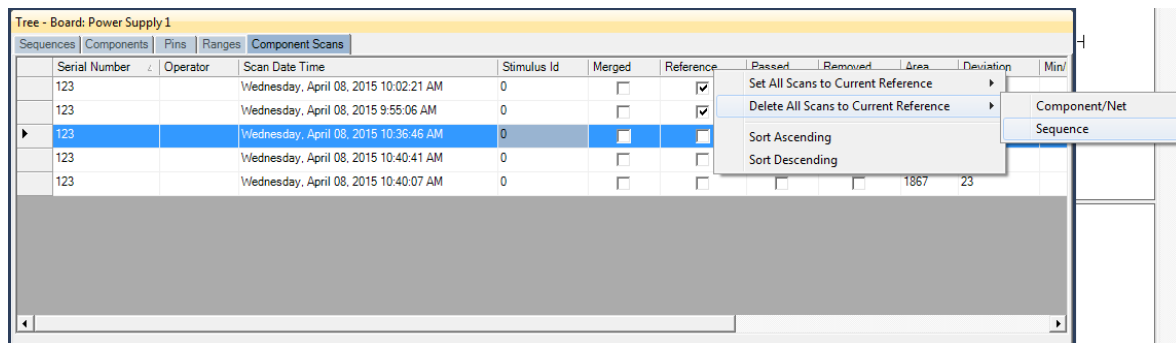 Tree - Board: Power Supply 1
Sequences Components Pins Ranges Component Scans
Serial Number Operator Scan Date Time Stimulus Id Merged Reference Passed Removed Area Deviation Min/
123 Wednesday, April 08, 2015 10:02:21 AM 0
Set All Scans to Current Reference
123 Wednesday, April 08, 2015 9:55:06 AM 0
Delete All Scans to Current Reference Component/Net
123 Wednesday, April 08, 2015 10:36:46 AM 0
Sort Ascending Sequence
123 Wednesday, April 08, 2015 10:40:41 AM 0
Sort Descending
123 Wednesday, April 08, 2015 10:40:07 AM 0 1867 23